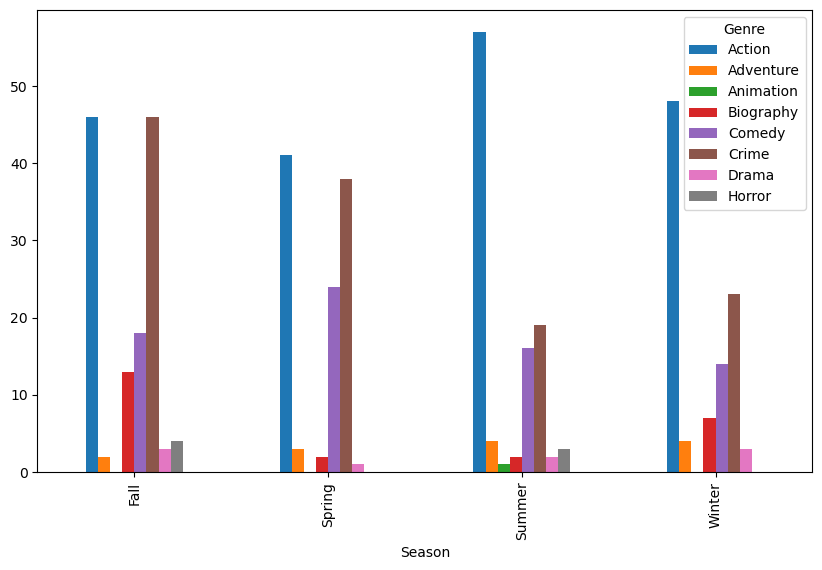 Genre
Action
Adventure
Animation
Biography
Comedy
Crime
Drama
Horror
50
40
30
20
10
0
Fall
Spring
Summer
Winter
Season